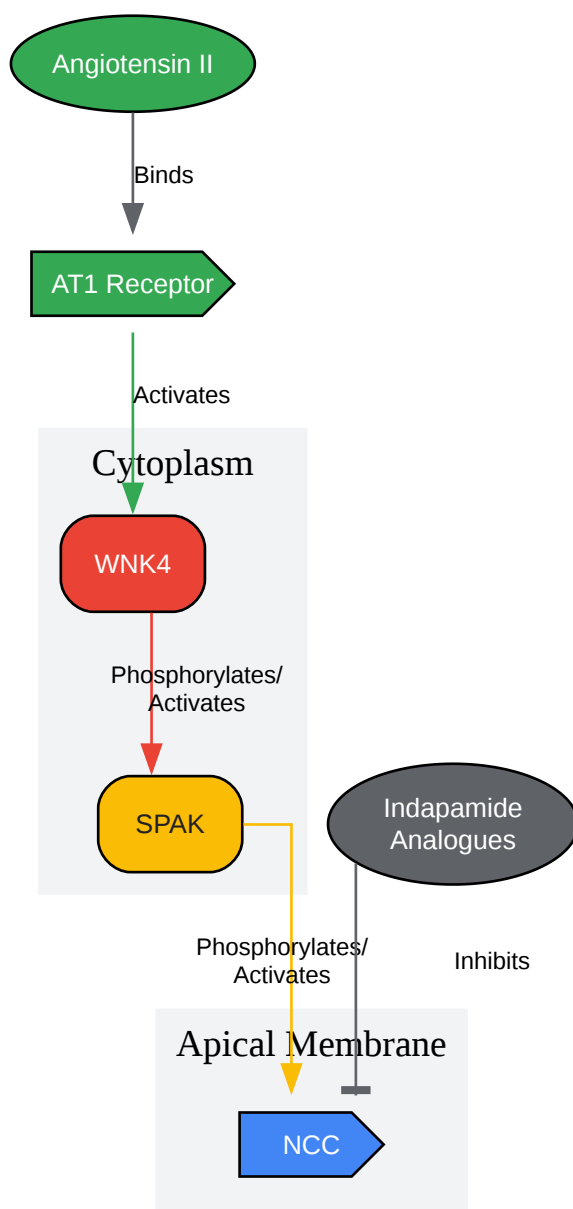 Angiotensin II
Binds
AT1 Receptor
Activates
Cytoplasm
WNK4
Phosphorylates/
Activates
SPAK
Indapamide
Analogues
Phosphorylates/
Activates
Inhibits
Apical Membrane
NCC